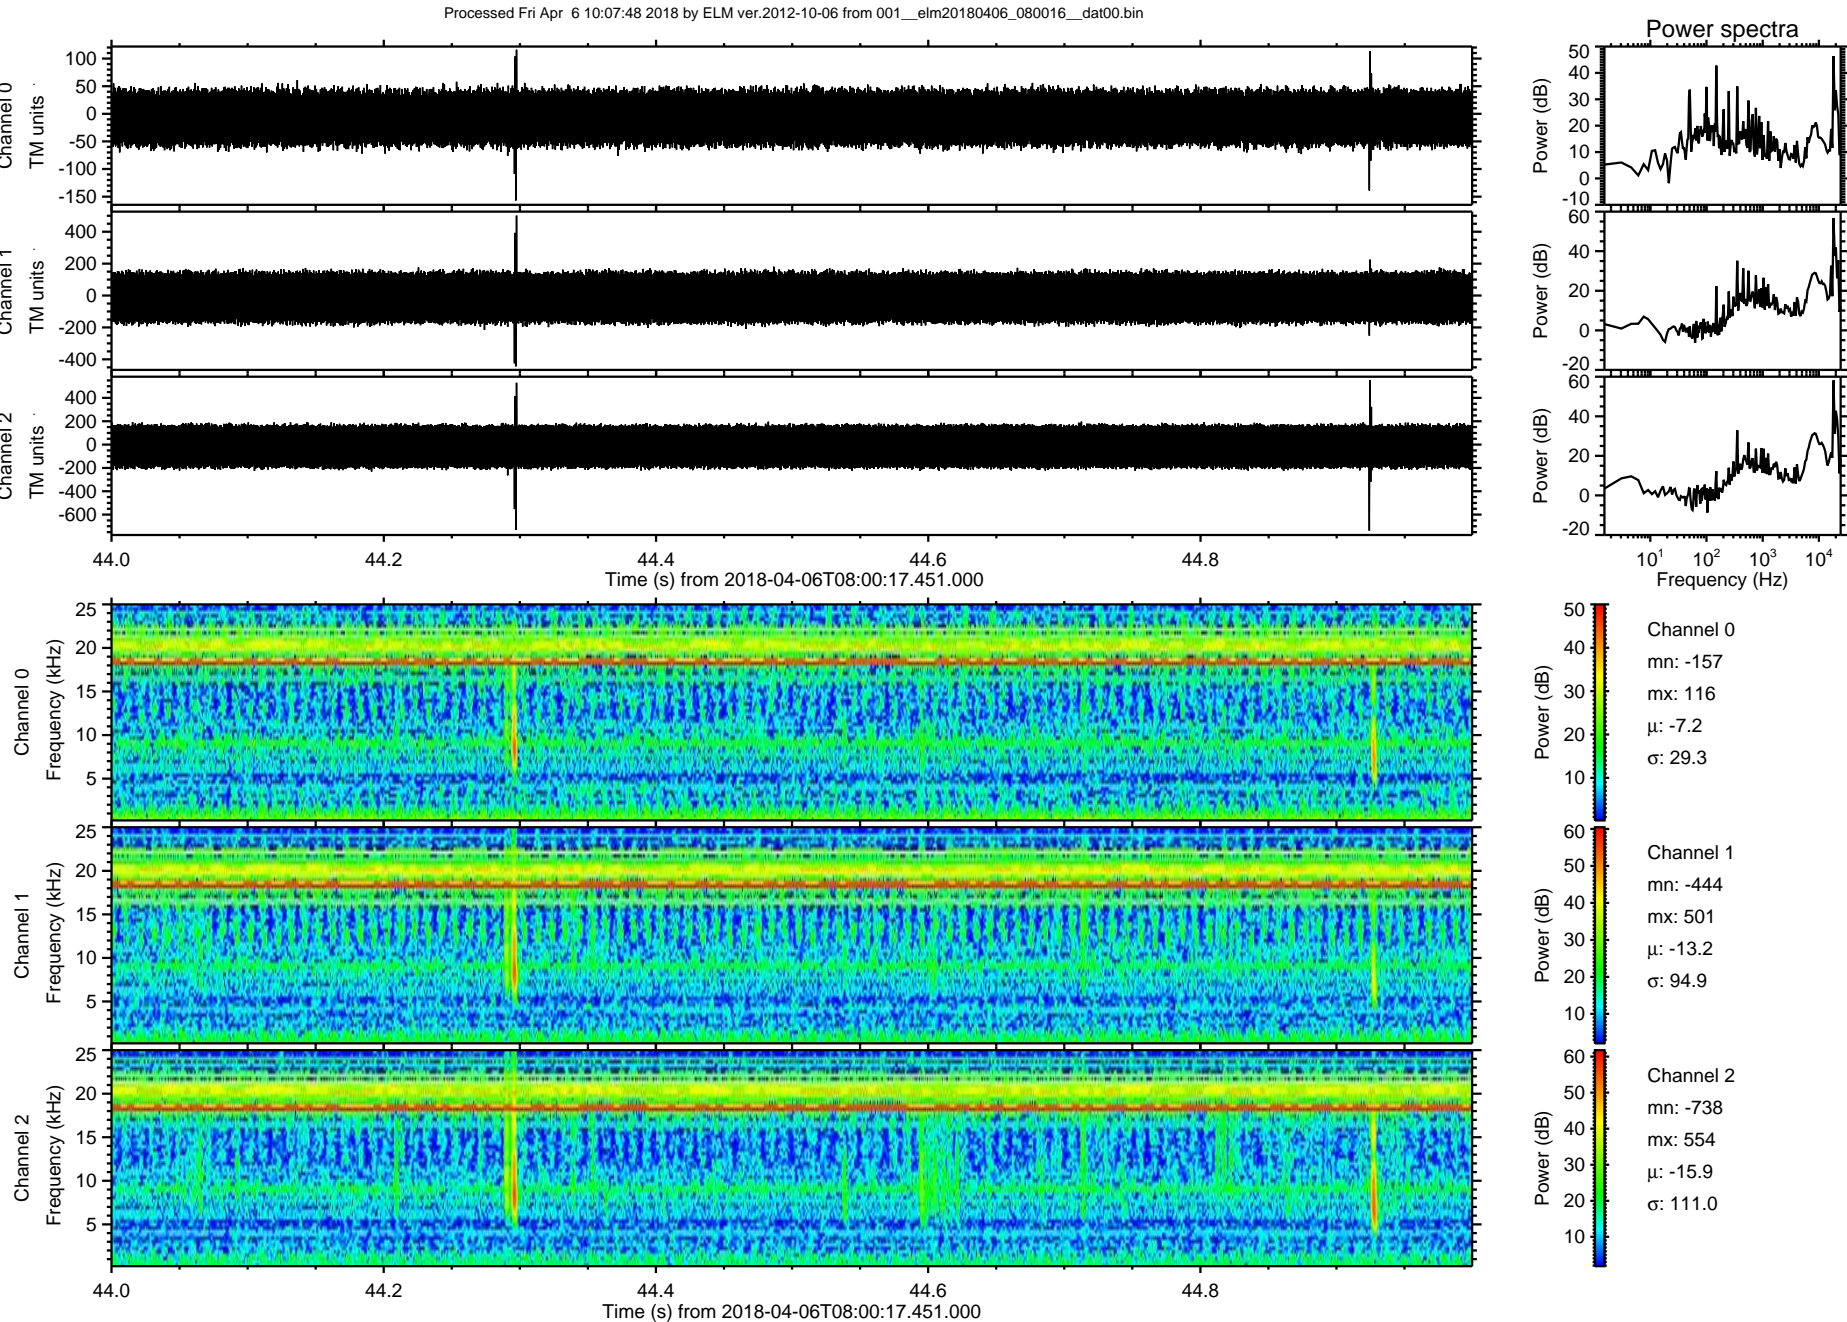 Processed Fri Apr  6 10:07:48 2018 by ELM ver.2012-10-06 from 001__elm20180406_080016__dat00.bin
Power spectra
Channel 0
TM units
100
50
0
-50
-100
-150
Power (dB)
50
40
30
20
10
0
-10
Channel 1
TM units
400
200
0
-200
-400
Power (dB)
60
40
20
0
-20
Channel 2
TM units
400
200
0
-200
-400
-600
Power (dB)
60
40
20
0
-20
44.0 44.2 44.4 44.6 44.8
Time (s) from 2018-04-06T08:00:17.451.000
10¹ 10² 10³ 10⁴
Frequency (Hz)
Channel 0
Frequency (kHz)
25
20
15
10
5
Power (dB)
50
40
30
20
10
Channel 0
mn: -157
mx: 116
μ: -7.2
σ: 29.3
Channel 1
Frequency (kHz)
25
20
15
10
5
Power (dB)
60
50
40
30
20
10
Channel 1
mn: -444
mx: 501
μ: -13.2
σ: 94.9
Channel 2
Frequency (kHz)
25
20
15
10
5
Power (dB)
60
50
40
30
20
10
Channel 2
mn: -738
mx: 554
μ: -15.9
σ: 111.0
44.0 44.2 44.4 44.6 44.8
Time (s) from 2018-04-06T08:00:17.451.000